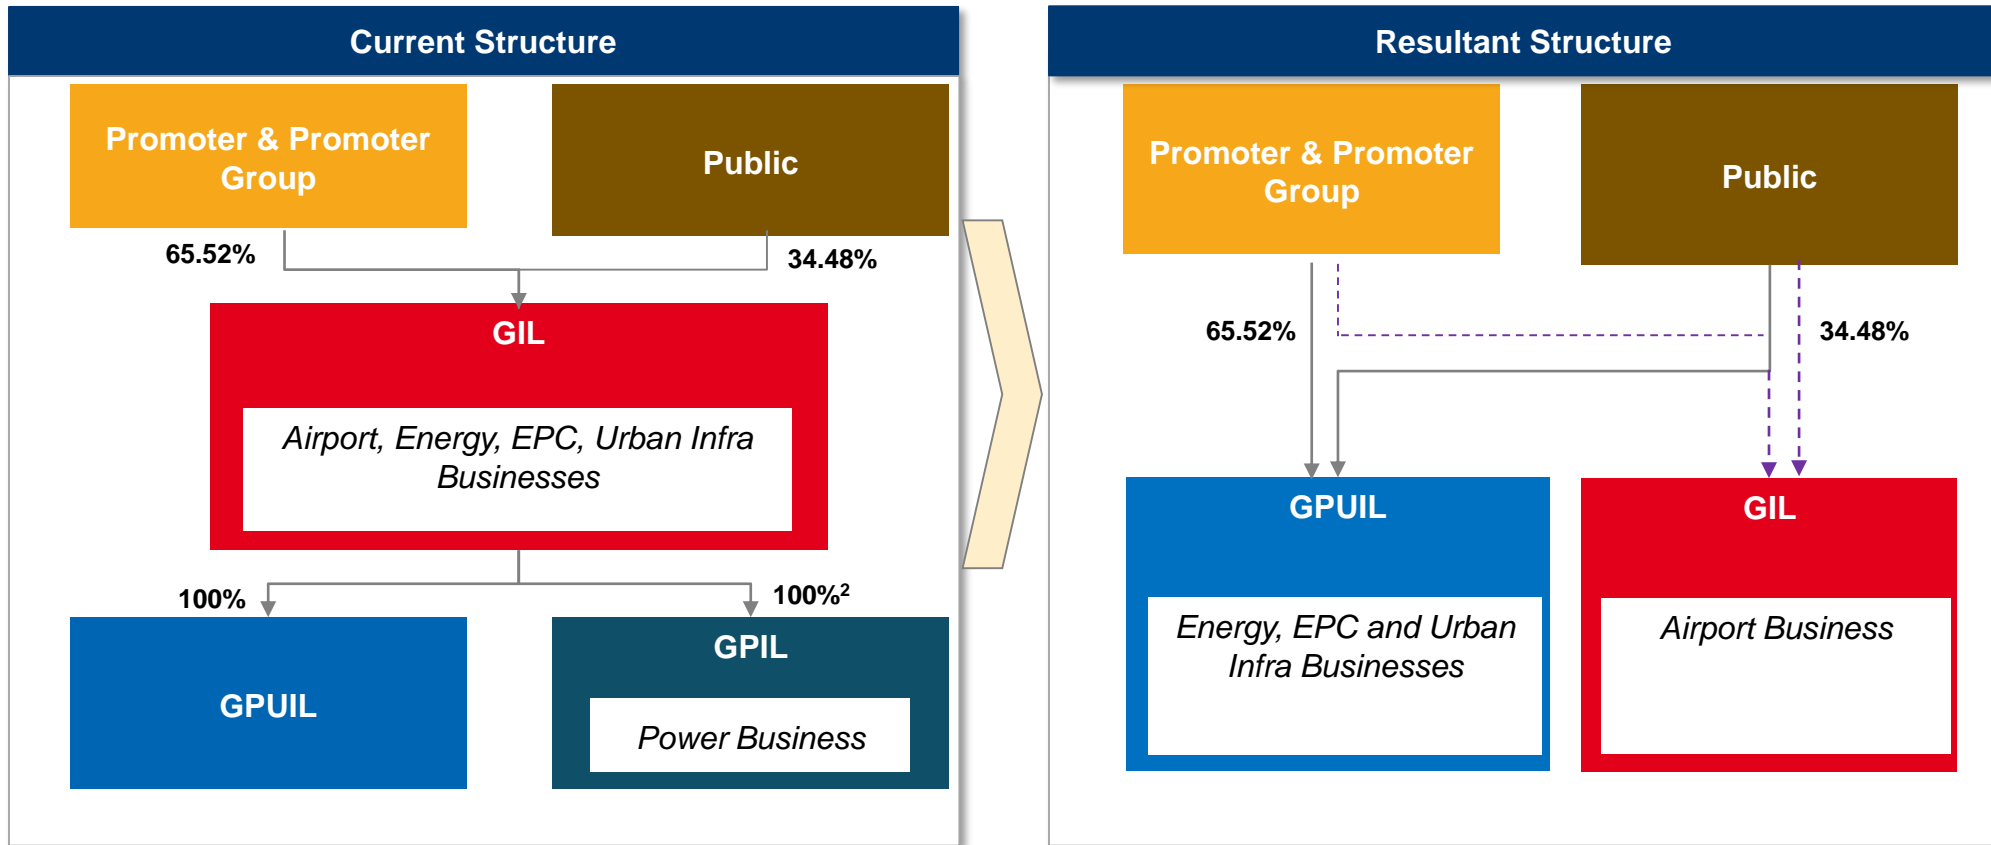 Current Structure
Promoter & Promoter
Group
Public
65.52%
34.48%
GIL
Airport, Energy, EPC, Urban Infra
Businesses
100%
100%²
GPUIL
GPIL
Power Business
Resultant Structure
Promoter & Promoter
Group
Public
65.52%
34.48%
GPUIL
Energy, EPC and Urban
Infra Businesses
GIL
Airport Business